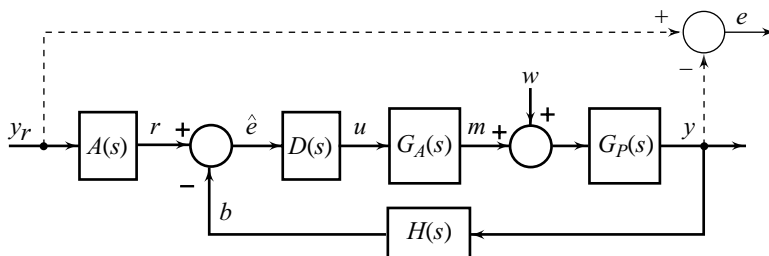 +
e
−
w
y_r
A(s)
r
+
ê
D(s)
u
G_A(s)
m
+
+
G_P(s)
y
−
b
H(s)